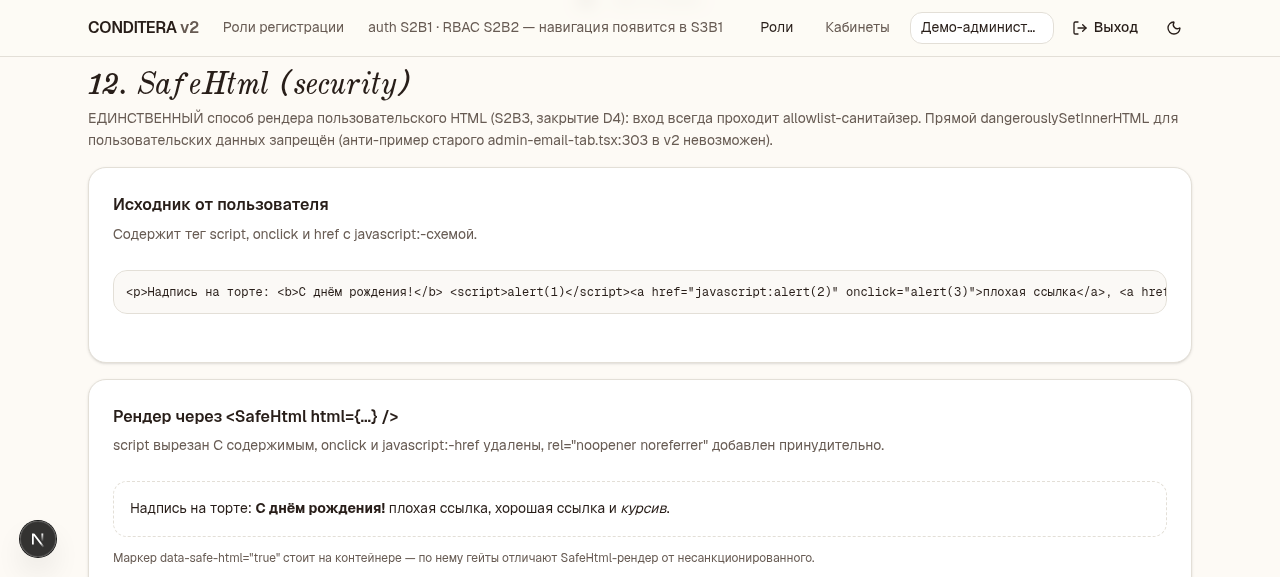 CONDITERA v2 Роли регистрации auth S2B1 · RBAC S2B2 — навигация появится в S3B1 Роли Кабинеты Демо-админист… Выход
12. SafeHtml (security)
ЕДИНСТВЕННЫЙ способ рендера пользовательского HTML (S2B3, закрытие D4): вход всегда проходит allowlist-санитайзер. Прямой dangerouslySetInnerHTML для
пользовательских данных запрещён (анти-пример старого admin-email-tab.tsx:303 в v2 невозможен).
Исходник от пользователя
Содержит тег script, onclick и href с javascript:-схемой.
<p>Надпись на торте: <b>С днём рождения!</b> <script>alert(1)</script><a href="javascript:alert(2)" onclick="alert(3)">плохая ссылка</a>, <a href
Рендер через <SafeHtml html={…} />
script вырезан С содержимым, onclick и javascript:-href удалены, rel="noopener noreferrer" добавлен принудительно.
Надпись на торте: С днём рождения! плохая ссылка, хорошая ссылка и курсив.
Маркер data-safe-html="true" стоит на контейнере — по нему гейты отличают SafeHtml-рендер от несанкционированного.
N